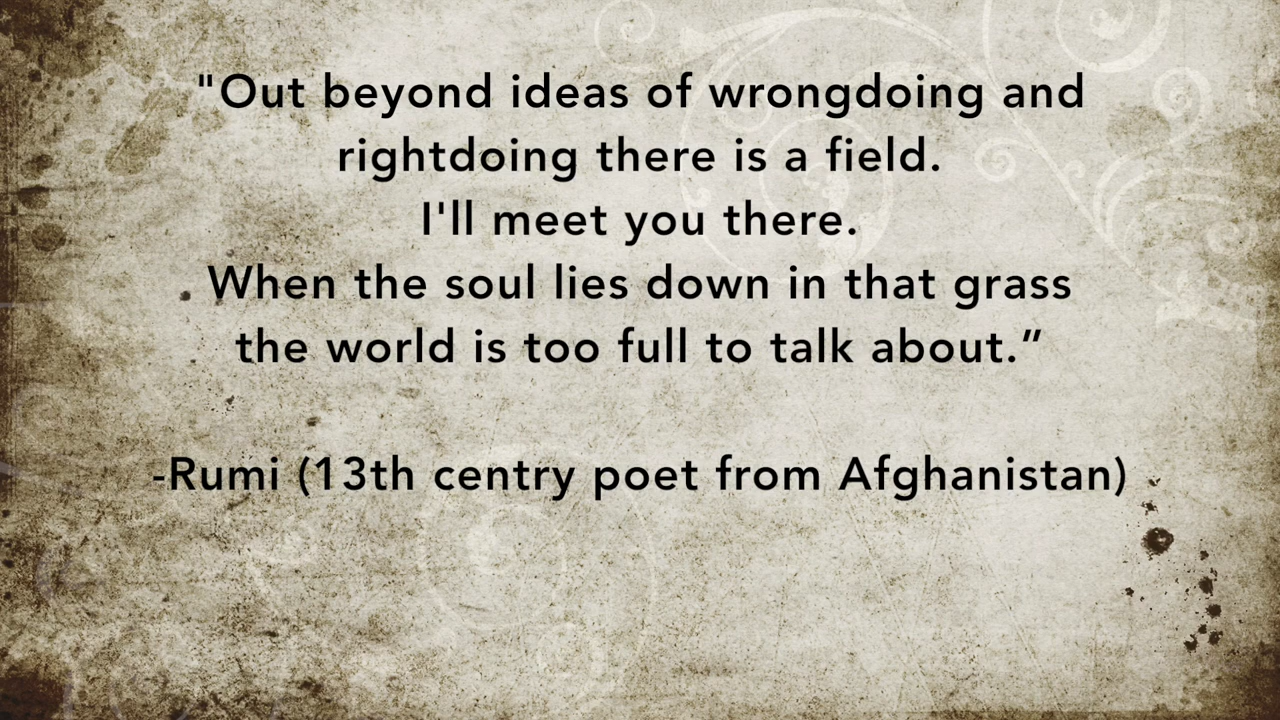 "Out beyond ideas of wrongdoing and
rightdoing there is a field.
I'll meet you there.
When the soul lies down in that grass
the world is too full to talk about.”
-Rumi (13th centry poet from Afghanistan)